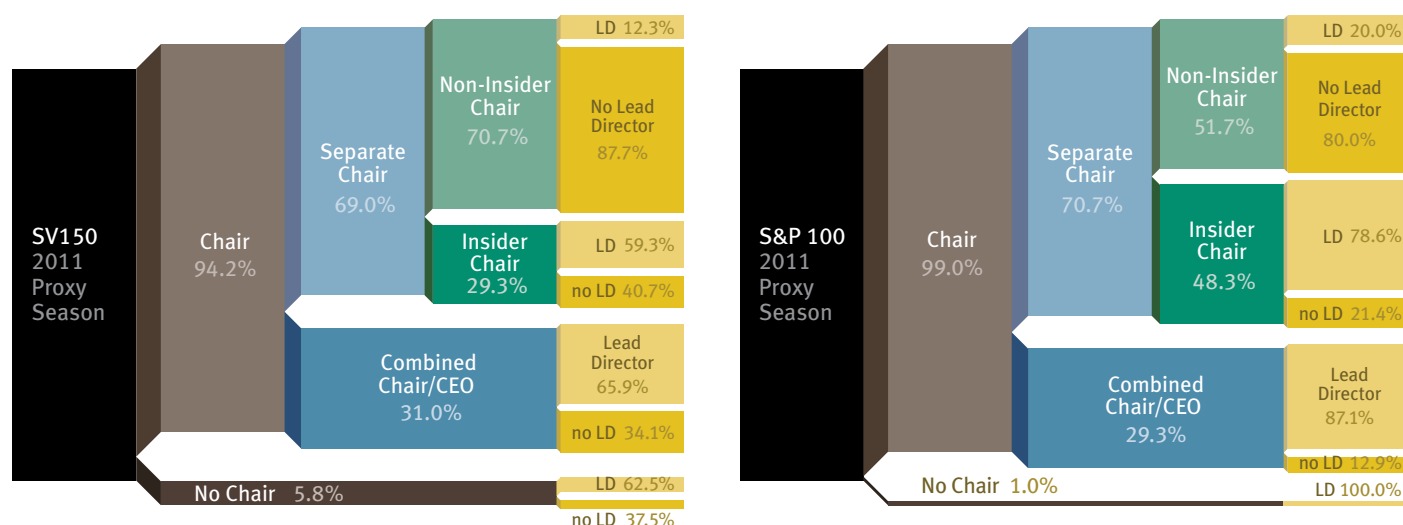 SV150
2011
Proxy
Season
Chair
94.2%
Separate
Chair
69.0%
Non-Insider
Chair
70.7%
LD 12.3%
No Lead
Director
87.7%
Insider
Chair
29.3%
LD 59.3%
no LD 40.7%
Combined
Chair/CEO
31.0%
Lead
Director
65.9%
no LD 34.1%
No Chair 5.8%
LD 62.5%
no LD 37.5%
S&P 100
2011
Proxy
Season
Chair
99.0%
Separate
Chair
70.7%
Non-Insider
Chair
51.7%
LD 20.0%
No Lead
Director
80.0%
Insider
Chair
48.3%
LD 78.6%
no LD 21.4%
Combined
Chair/CEO
29.3%
Lead
Director
87.1%
no LD 12.9%
No Chair 1.0%
LD 100.0%